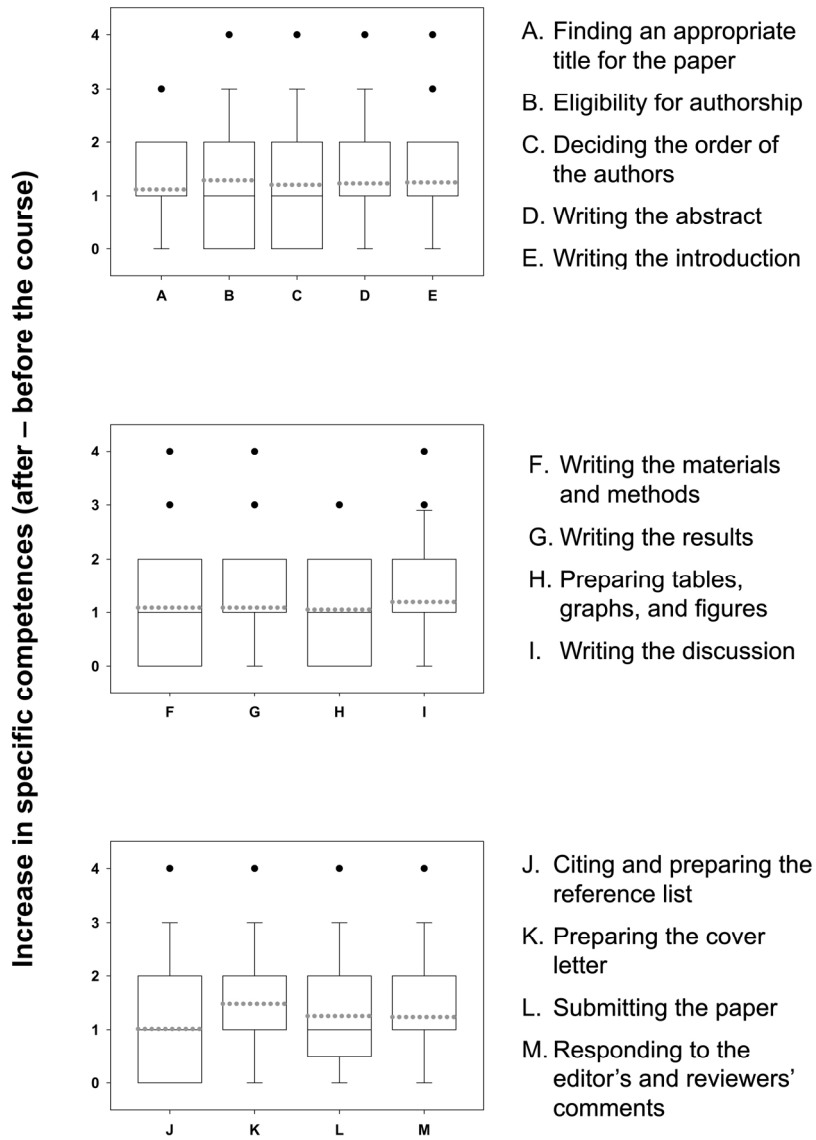 Increase in specific competences (after – before the course)
4
3
2
1
0
A B C D E
A. Finding an appropriate
title for the paper
B. Eligibility for authorship
C. Deciding the order of
the authors
D. Writing the abstract
E. Writing the introduction
4
3
2
1
0
F G H I
F. Writing the materials
and methods
G. Writing the results
H. Preparing tables,
graphs, and figures
I. Writing the discussion
4
3
2
1
0
J K L M
J. Citing and preparing the
reference list
K. Preparing the cover
letter
L. Submitting the paper
M. Responding to the
editor's and reviewers'
comments